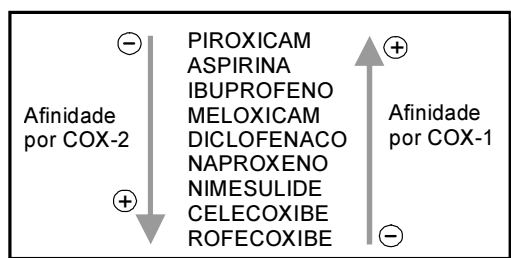 PIROXICAM
ASPIRINA
IBUPROFENO
MELOXICAM
DICLOFENACO
NAPROXENO
NIMESULIDE
CELECOXIBE
ROFECOXIBE
Afinidade
por COX-2
Afinidade
por COX-1
−
+
+
−